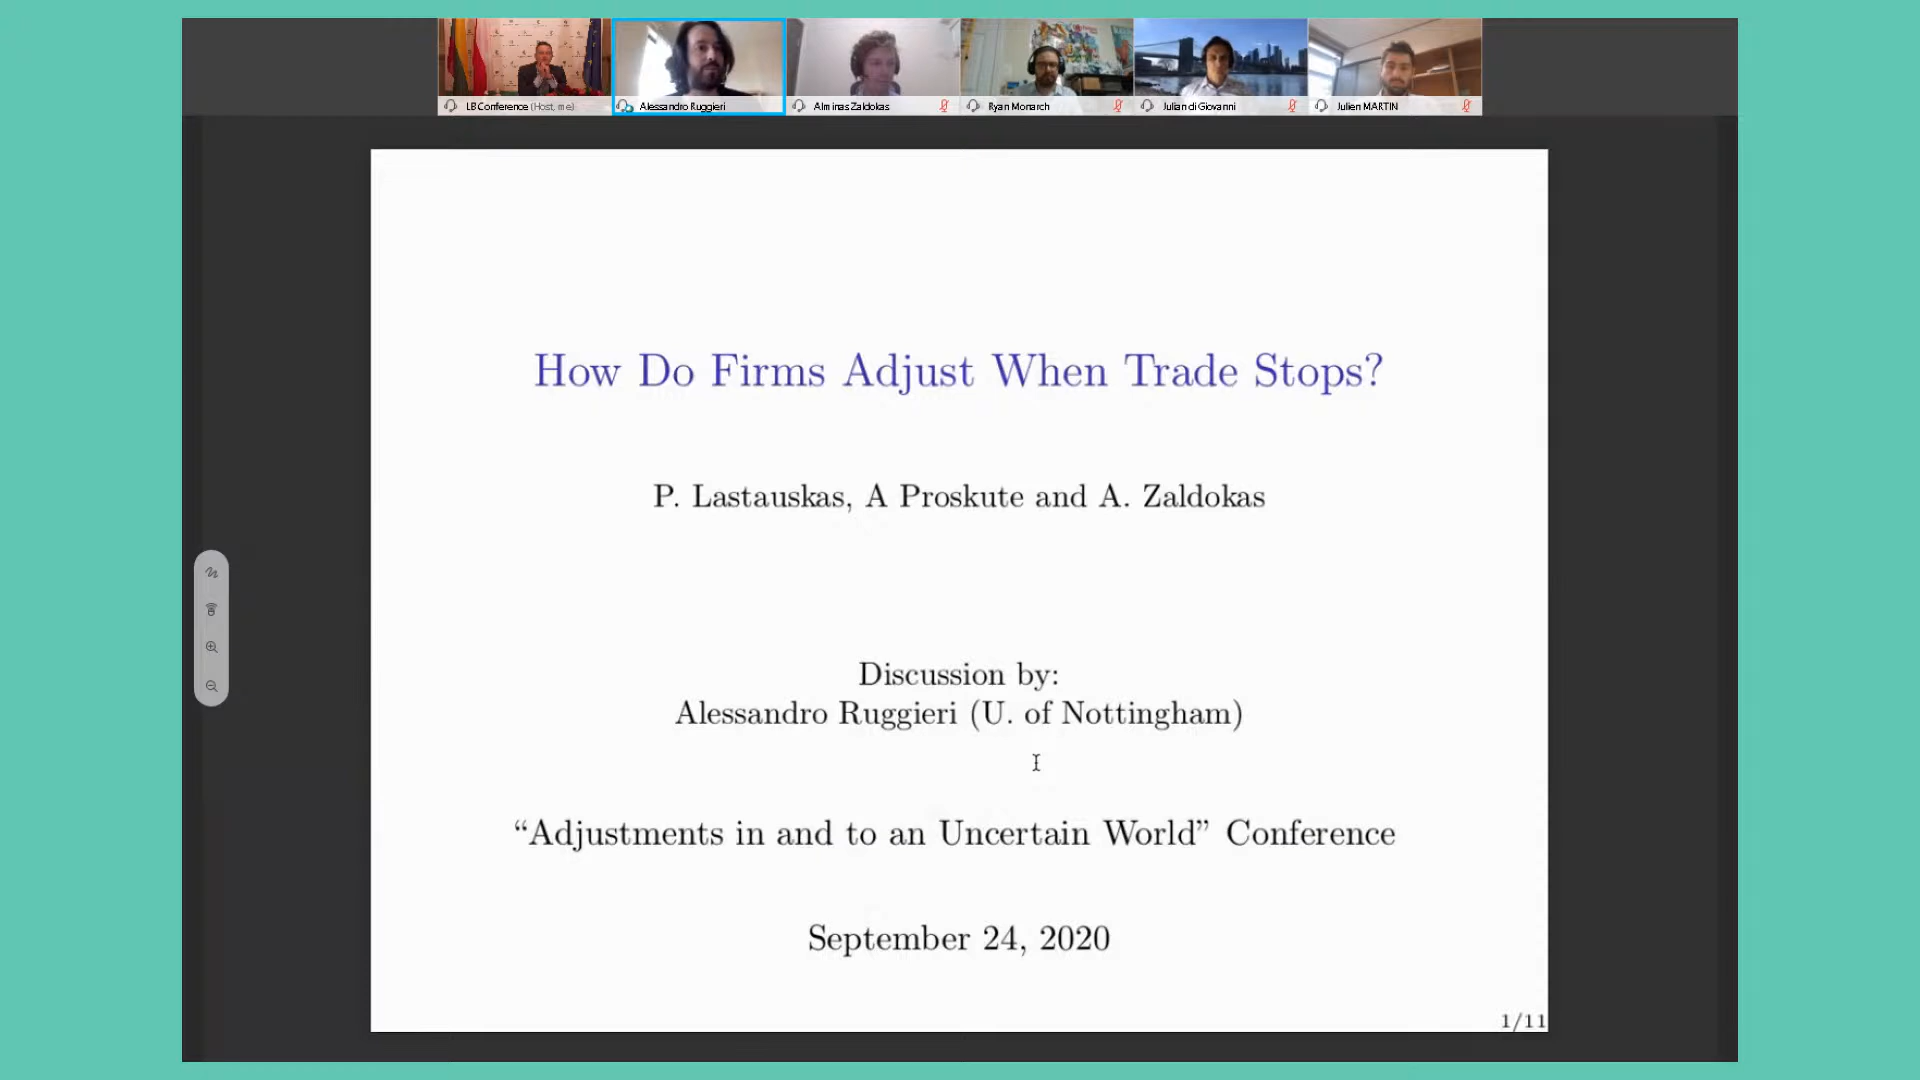 LB Conference (Host, me)
Alessandro Ruggieri
Alminas Zaldokas
Ryan Monarch
Julian di Giovanni
Julien MARTIN
How Do Firms Adjust When Trade Stops?
P. Lastauskas, A Proskute and A. Zaldokas
Discussion by:
Alessandro Ruggieri (U. of Nottingham)
“Adjustments in and to an Uncertain World” Conference
September 24, 2020
1/11